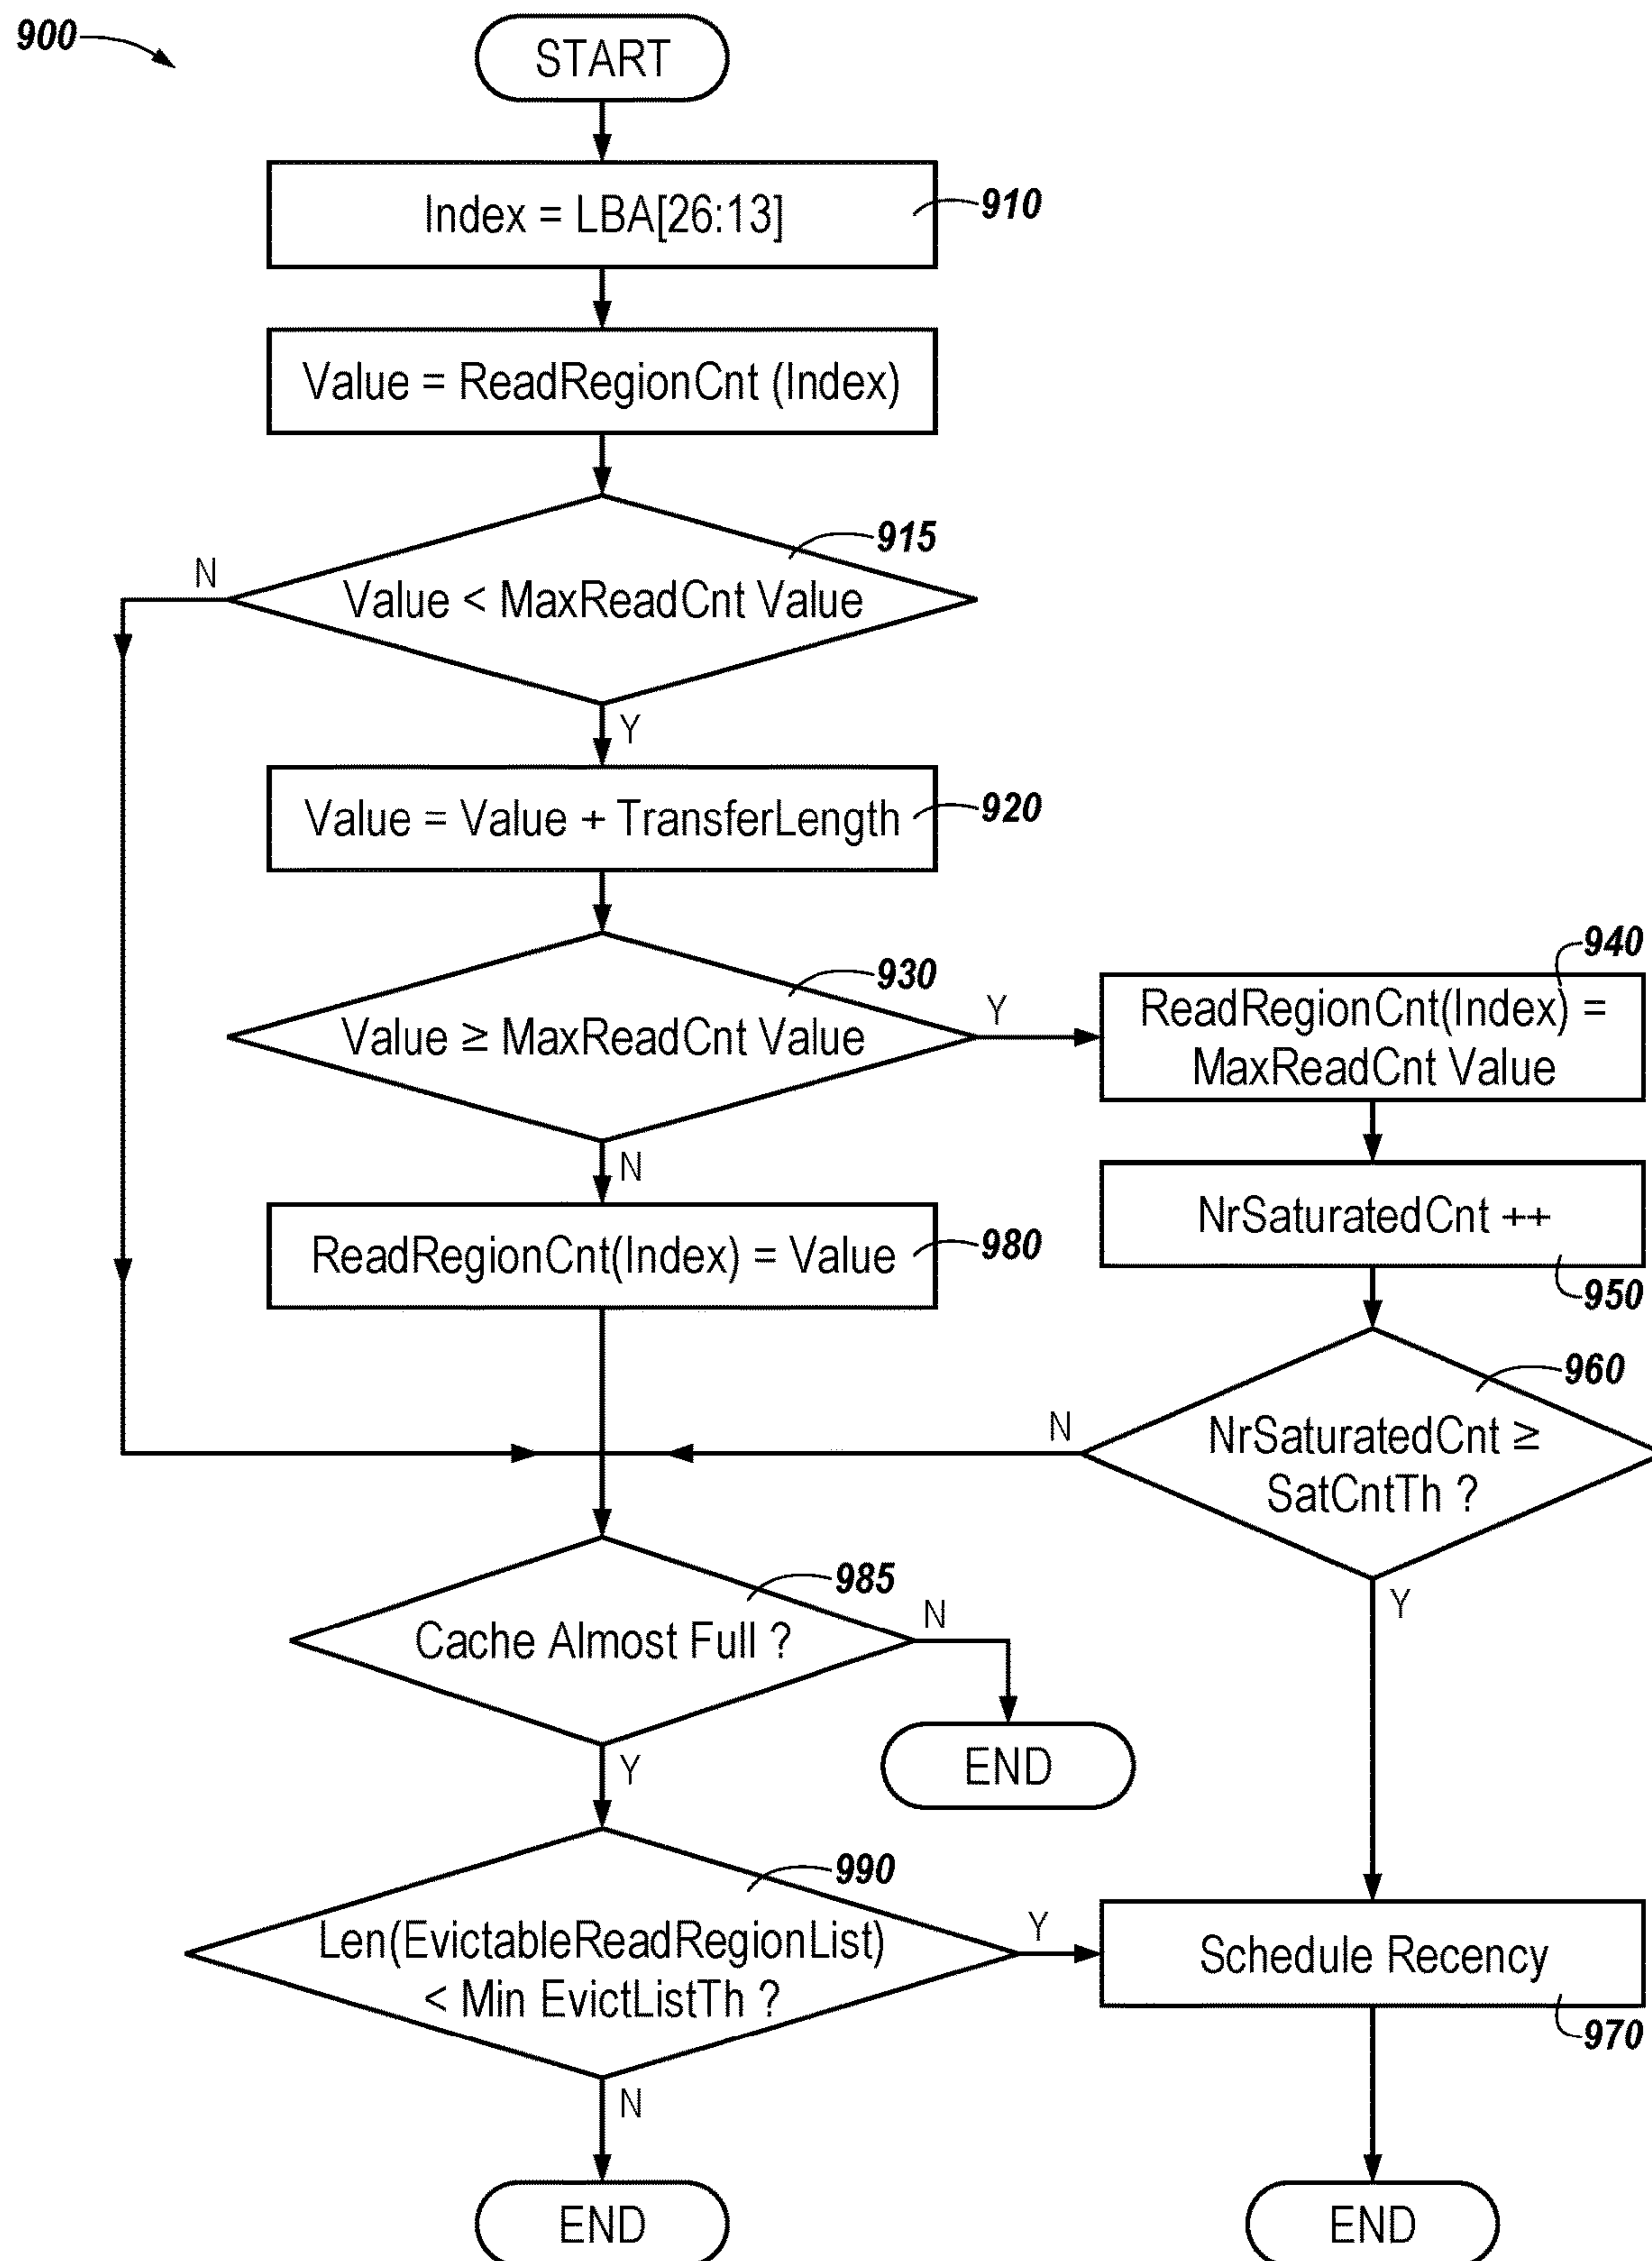 900
START
Index = LBA[26:13]
910
Value = ReadRegionCnt (Index)
915
N
Value < MaxReadCnt Value
Y
Value = Value + TransferLength
920
930
Value ≥ MaxReadCnt Value
Y
940
ReadRegionCnt(Index) =
MaxReadCnt Value
N
NrSaturatedCnt ++
950
ReadRegionCnt(Index) = Value
980
960
N
NrSaturatedCnt ≥
SatCntTh ?
Y
985
Cache Almost Full ?
N
END
Y
990
Len(EvictableReadRegionList)
< Min EvictListTh ?
Y
Schedule Recency
970
N
END
END